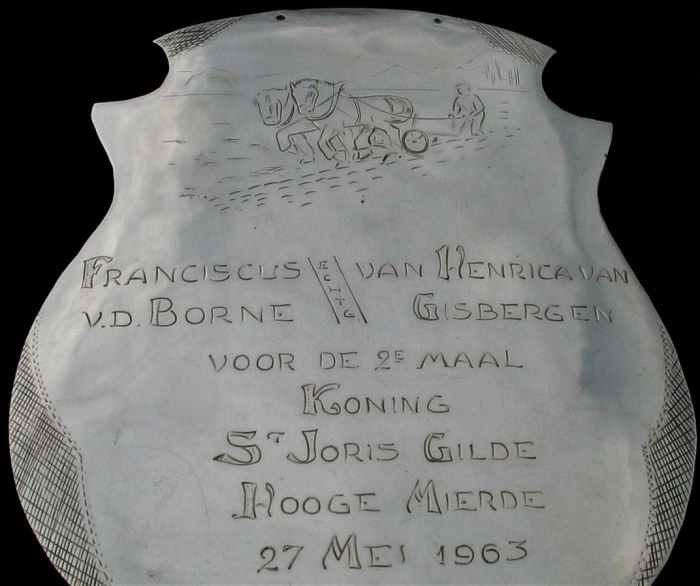 FRANCISCUS ECHTG. VAN HENRICA VAN
V.D. BORNE GISBERGEN
VOOR DE 2E MAAL
KONING
ST JORIS GILDE
HOOGE MIERDE
27 MEI 1963